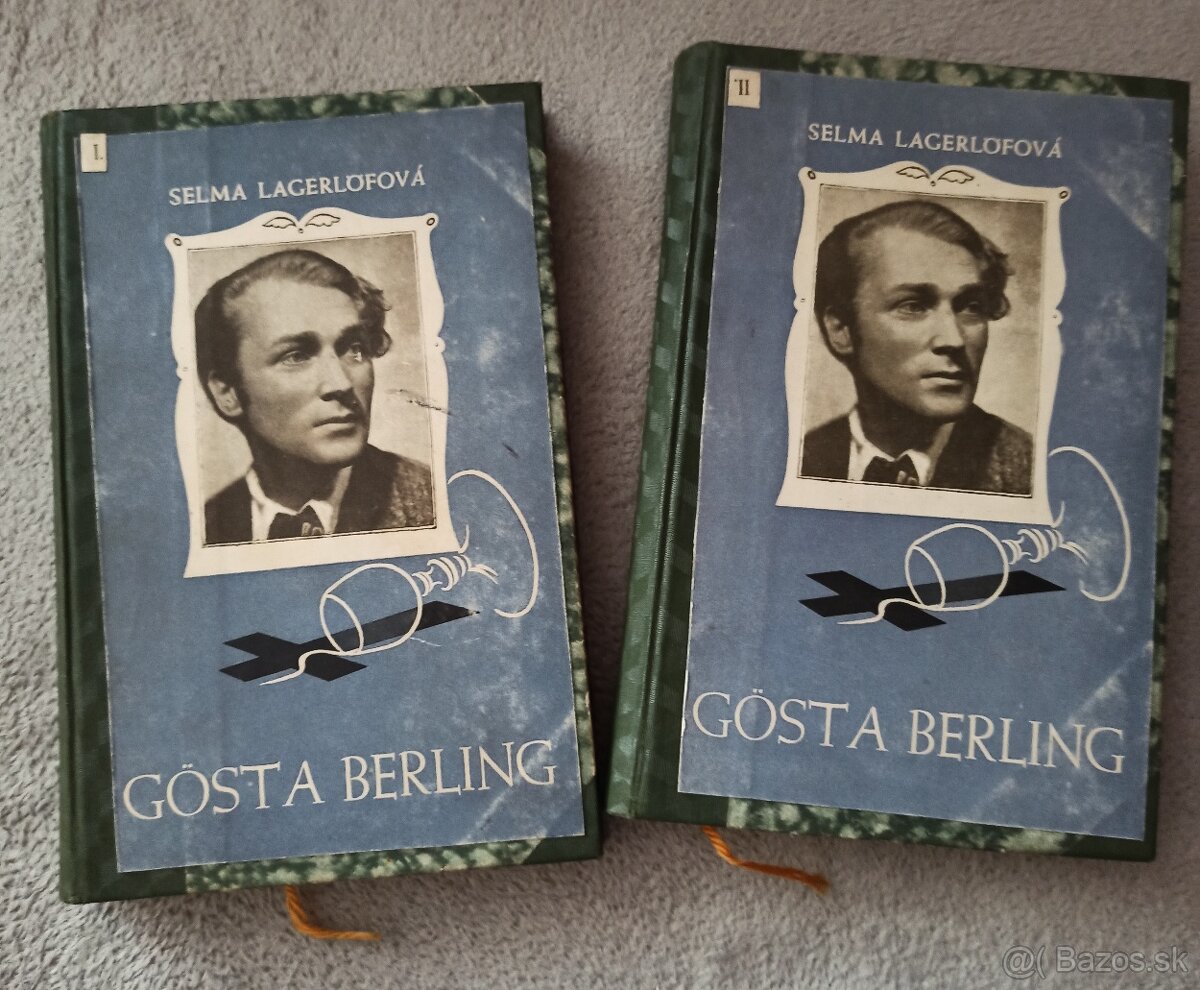 I.
SELMA LAGERLÖFOVÁ
GÖSTA BERLING
II.
SELMA LAGERLÖFOVÁ
GÖSTA BERLING
@( Bazos.sk